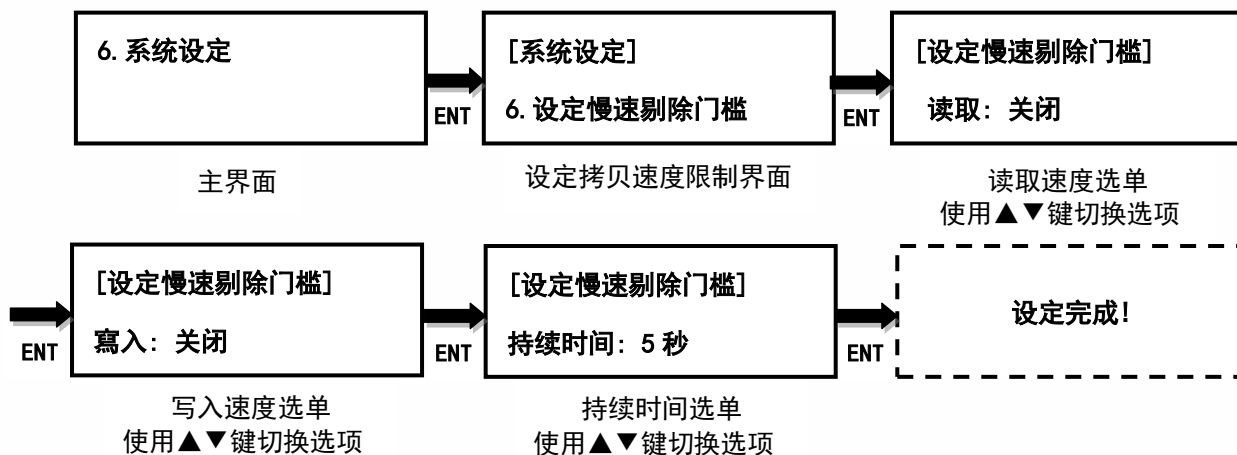 6. 系统设定
ENT
[系统设定]
6. 设定慢速剔除门槛
ENT
[设定慢速剔除门槛]
读取: 关闭
主界面
设定拷贝速度限制界面
读取速度选单
使用▲▼键切换选项
ENT
[设定慢速剔除门槛]
寫入: 关闭
ENT
[设定慢速剔除门槛]
持续时间: 5 秒
ENT
设定完成!
写入速度选单
使用▲▼键切换选项
持续时间选单
使用▲▼键切换选项